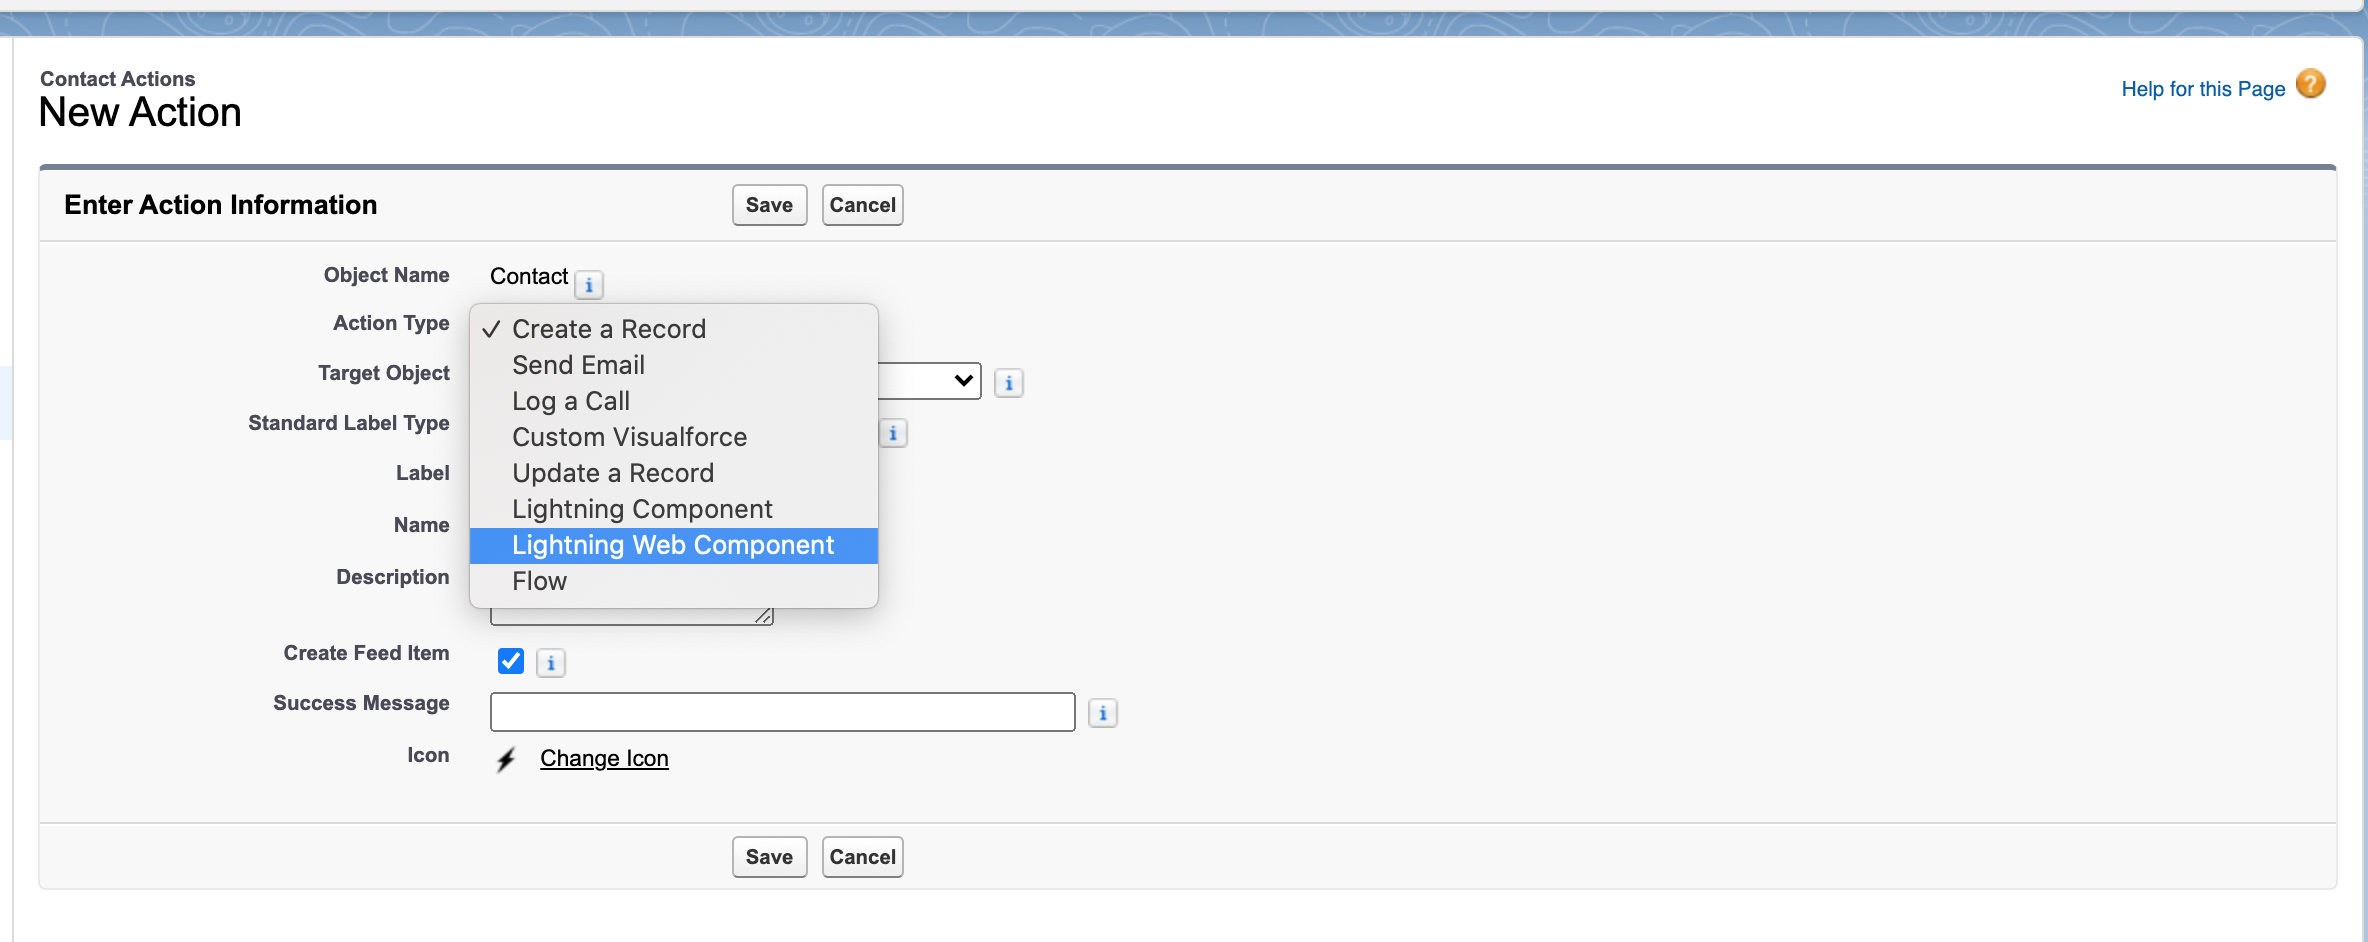 Contact Actions
New Action
Help for this Page ?
Enter Action Information
Save Cancel
Object Name Contact i
Action Type
✓ Create a Record
Send Email
Log a Call
Custom Visualforce
Update a Record
Lightning Component
Lightning Web Component
Flow
Target Object i
Standard Label Type i
Label
Name
Description
Create Feed Item i
Success Message i
Icon Change Icon
Save Cancel